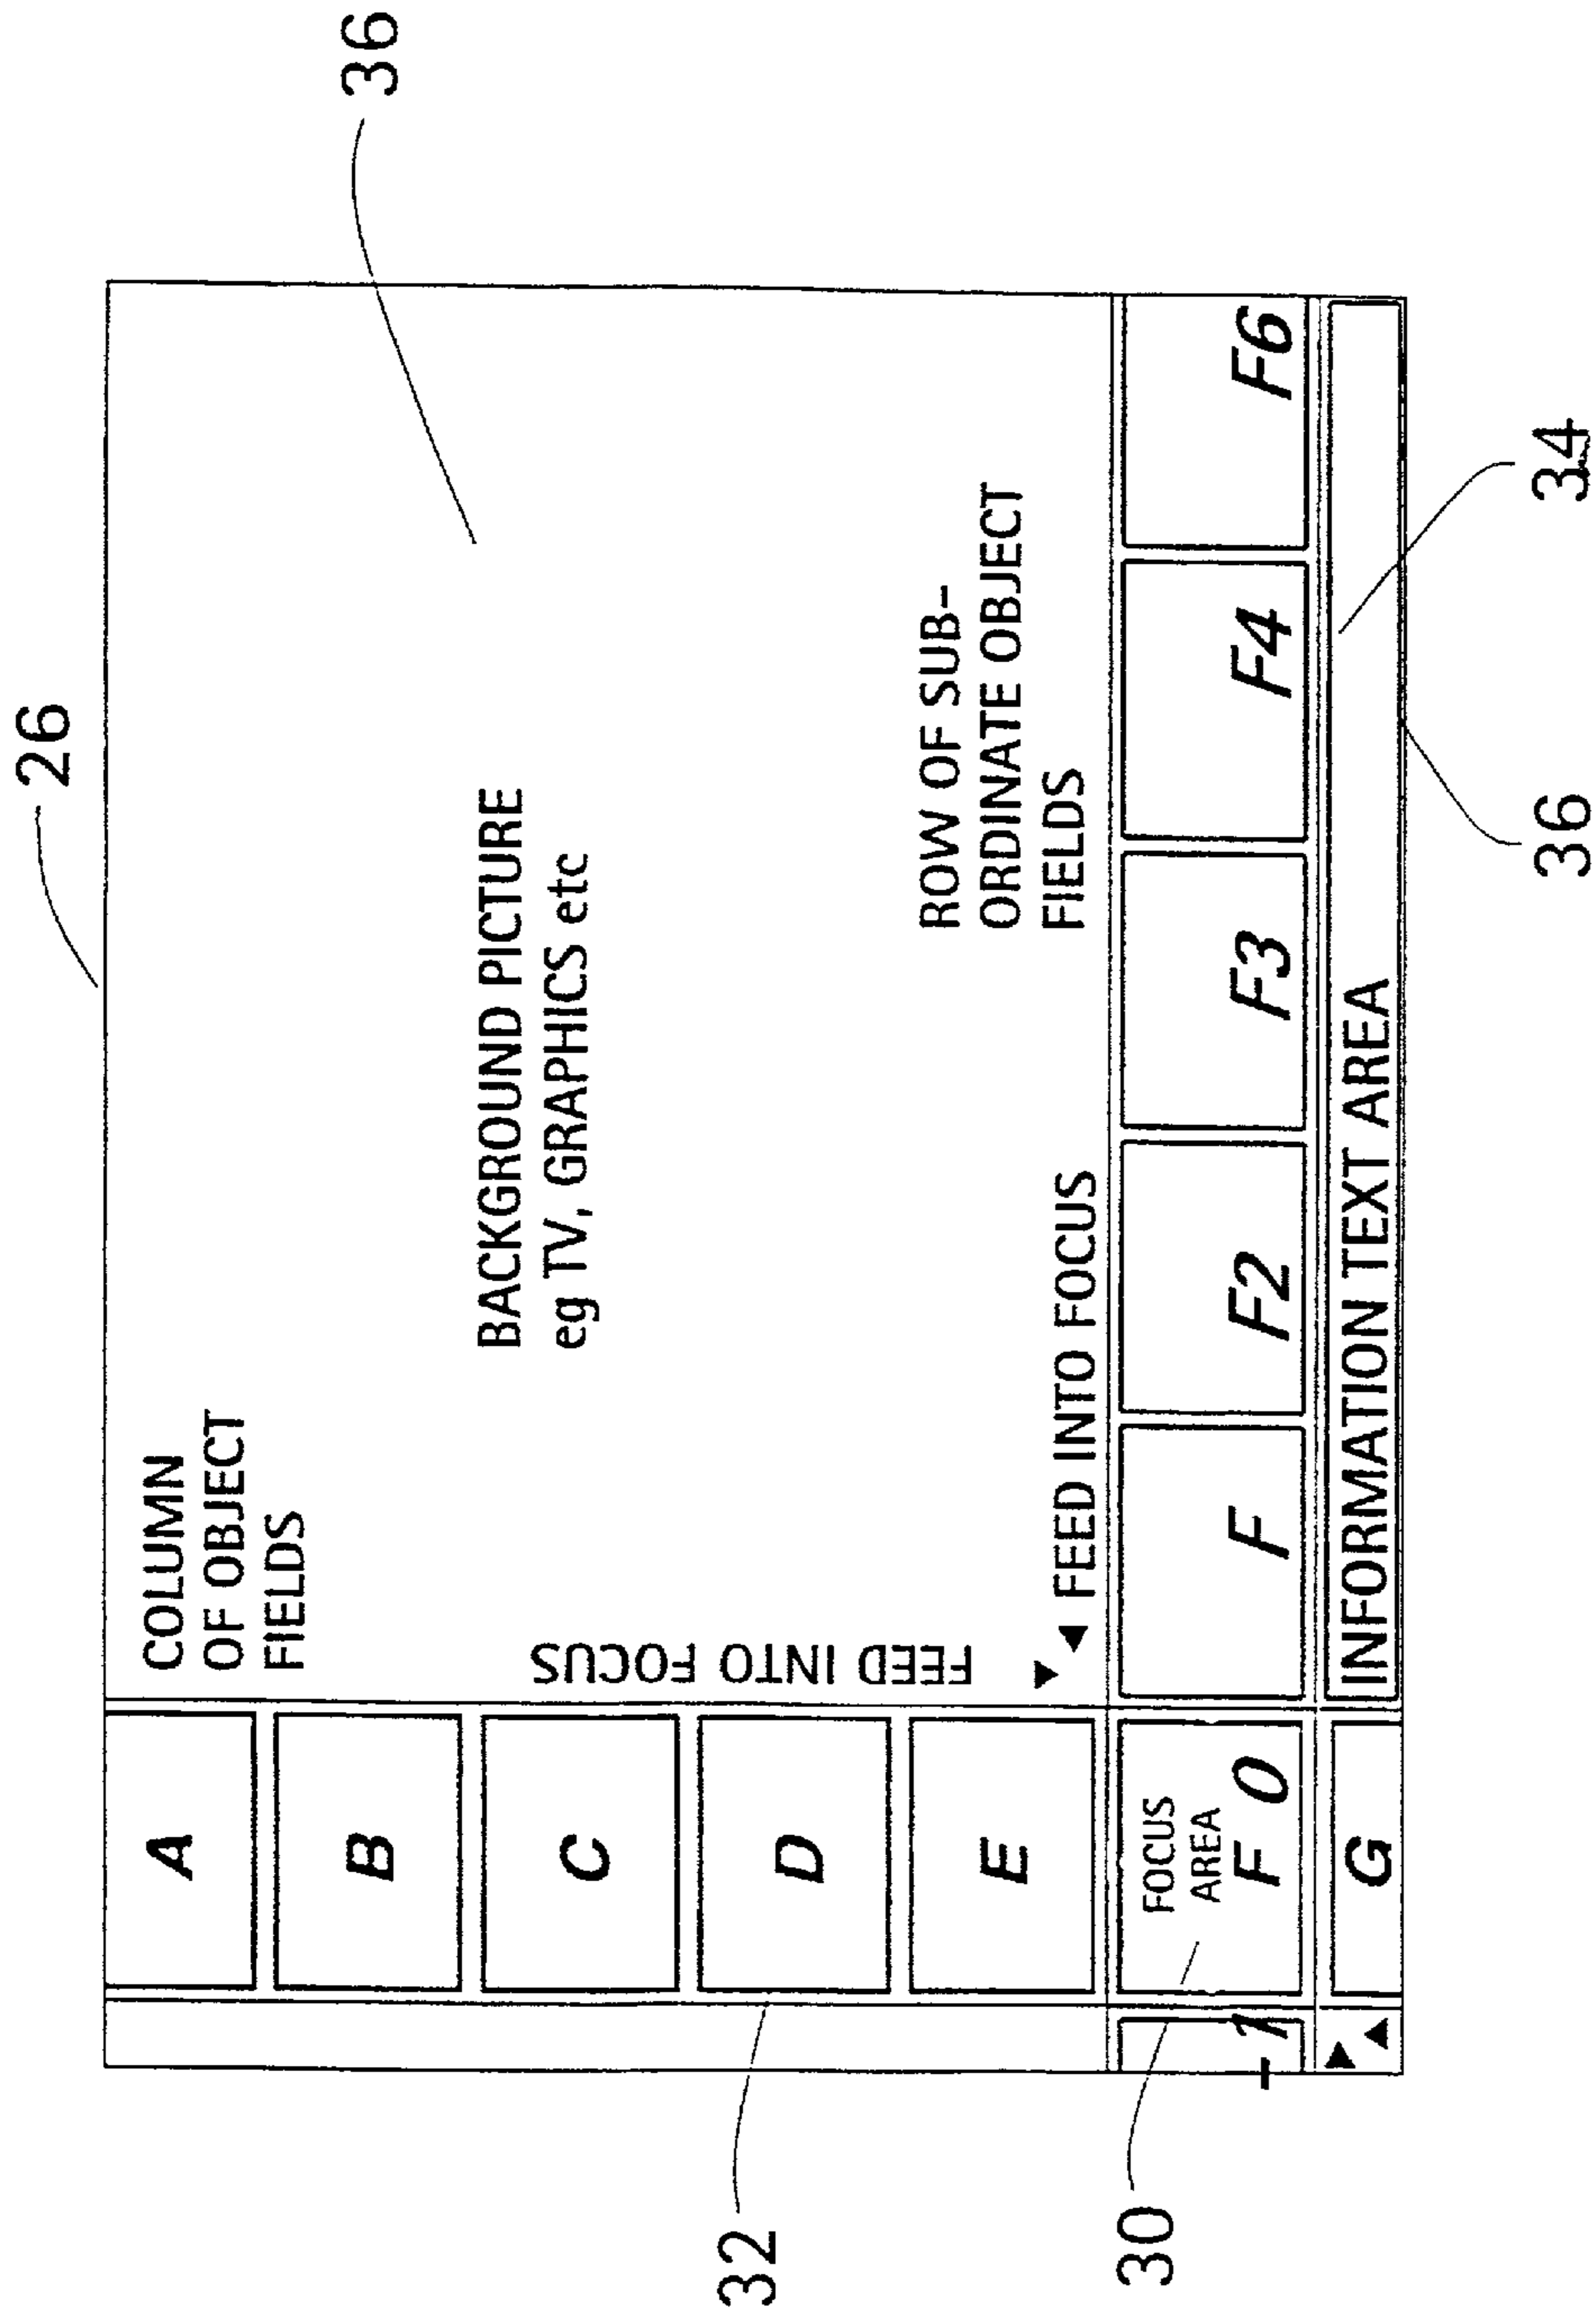 26
36
COLUMN
OF OBJECT
FIELDS
A
B
C
D
E
BACKGROUND PICTURE
eg TV, GRAPHICS etc
FEED INTO FOCUS
ROW OF SUB-
ORDINATE OBJECT
FIELDS
32
▼
◄ FEED INTO FOCUS
30
-1
FOCUS
AREA
F 0
F
F2
F3
F4
F6
G
INFORMATION TEXT AREA
36
34